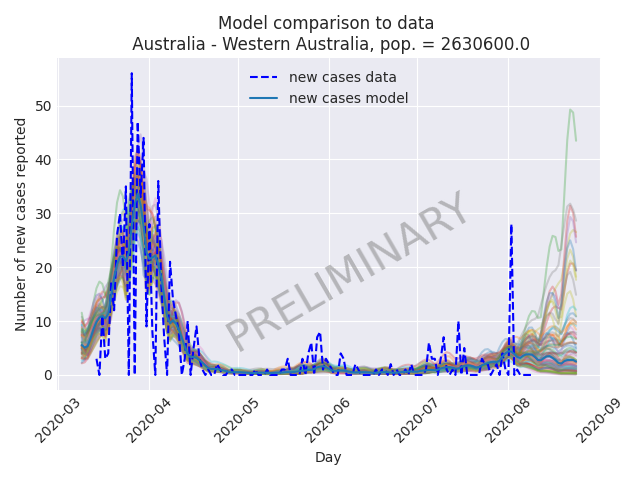 Model comparison to data
Australia - Western Australia, pop. = 2630600.0
new cases data
new cases model
PRELIMINARY
Number of new cases reported
50
40
30
20
10
0
2020-03
2020-04
2020-05
2020-06
2020-07
2020-08
2020-09
Day